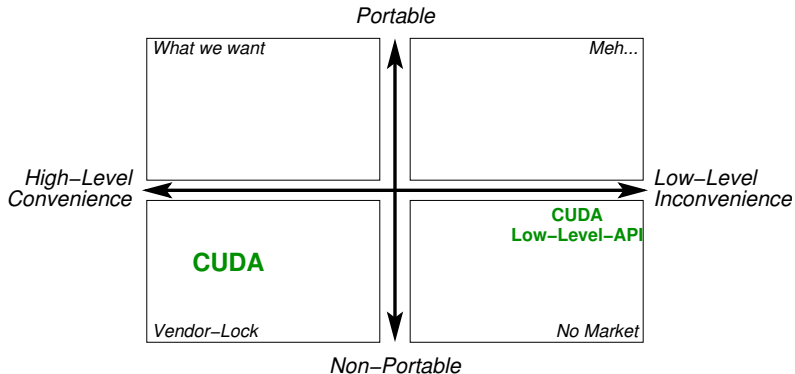 Portable
What we want
Meh...
High–Level
Convenience
Low–Level
Inconvenience
CUDA
Low–Level–API
CUDA
Vendor–Lock
No Market
Non–Portable